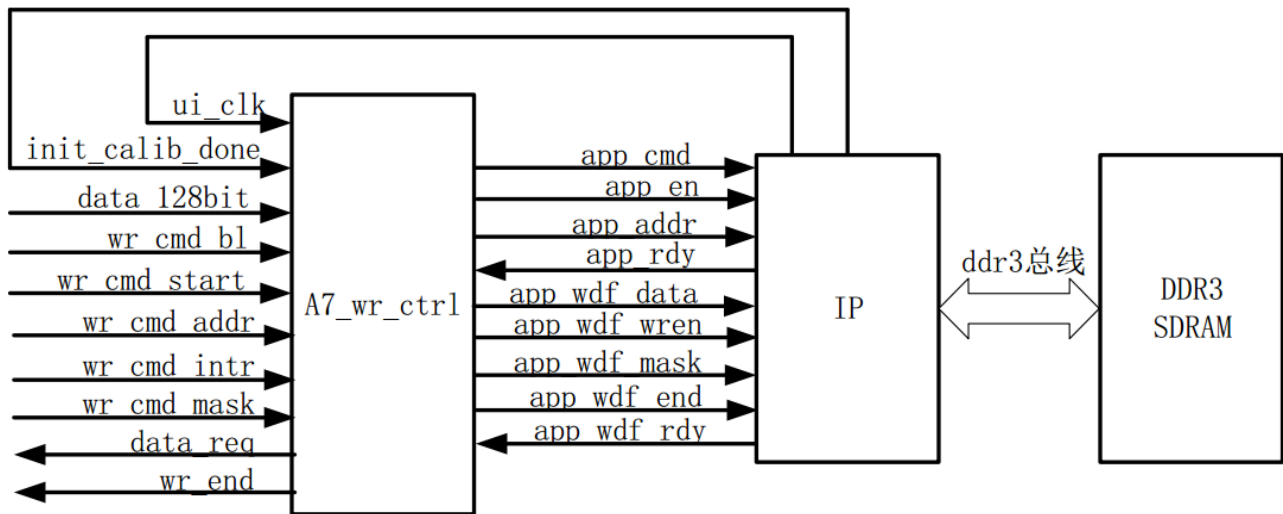 ui_clk
init_calib_done
data_128bit
wr_cmd_bl
wr_cmd_start
wr_cmd_addr
wr_cmd_intr
wr_cmd_mask
data_req
wr_end
A7_wr_ctrl
app_cmd
app_en
app_addr
app_rdy
app_wdf_data
app_wdf_wren
app_wdf_mask
app_wdf_end
app_wdf_rdy
IP
ddr3总线
DDR3
SDRAM